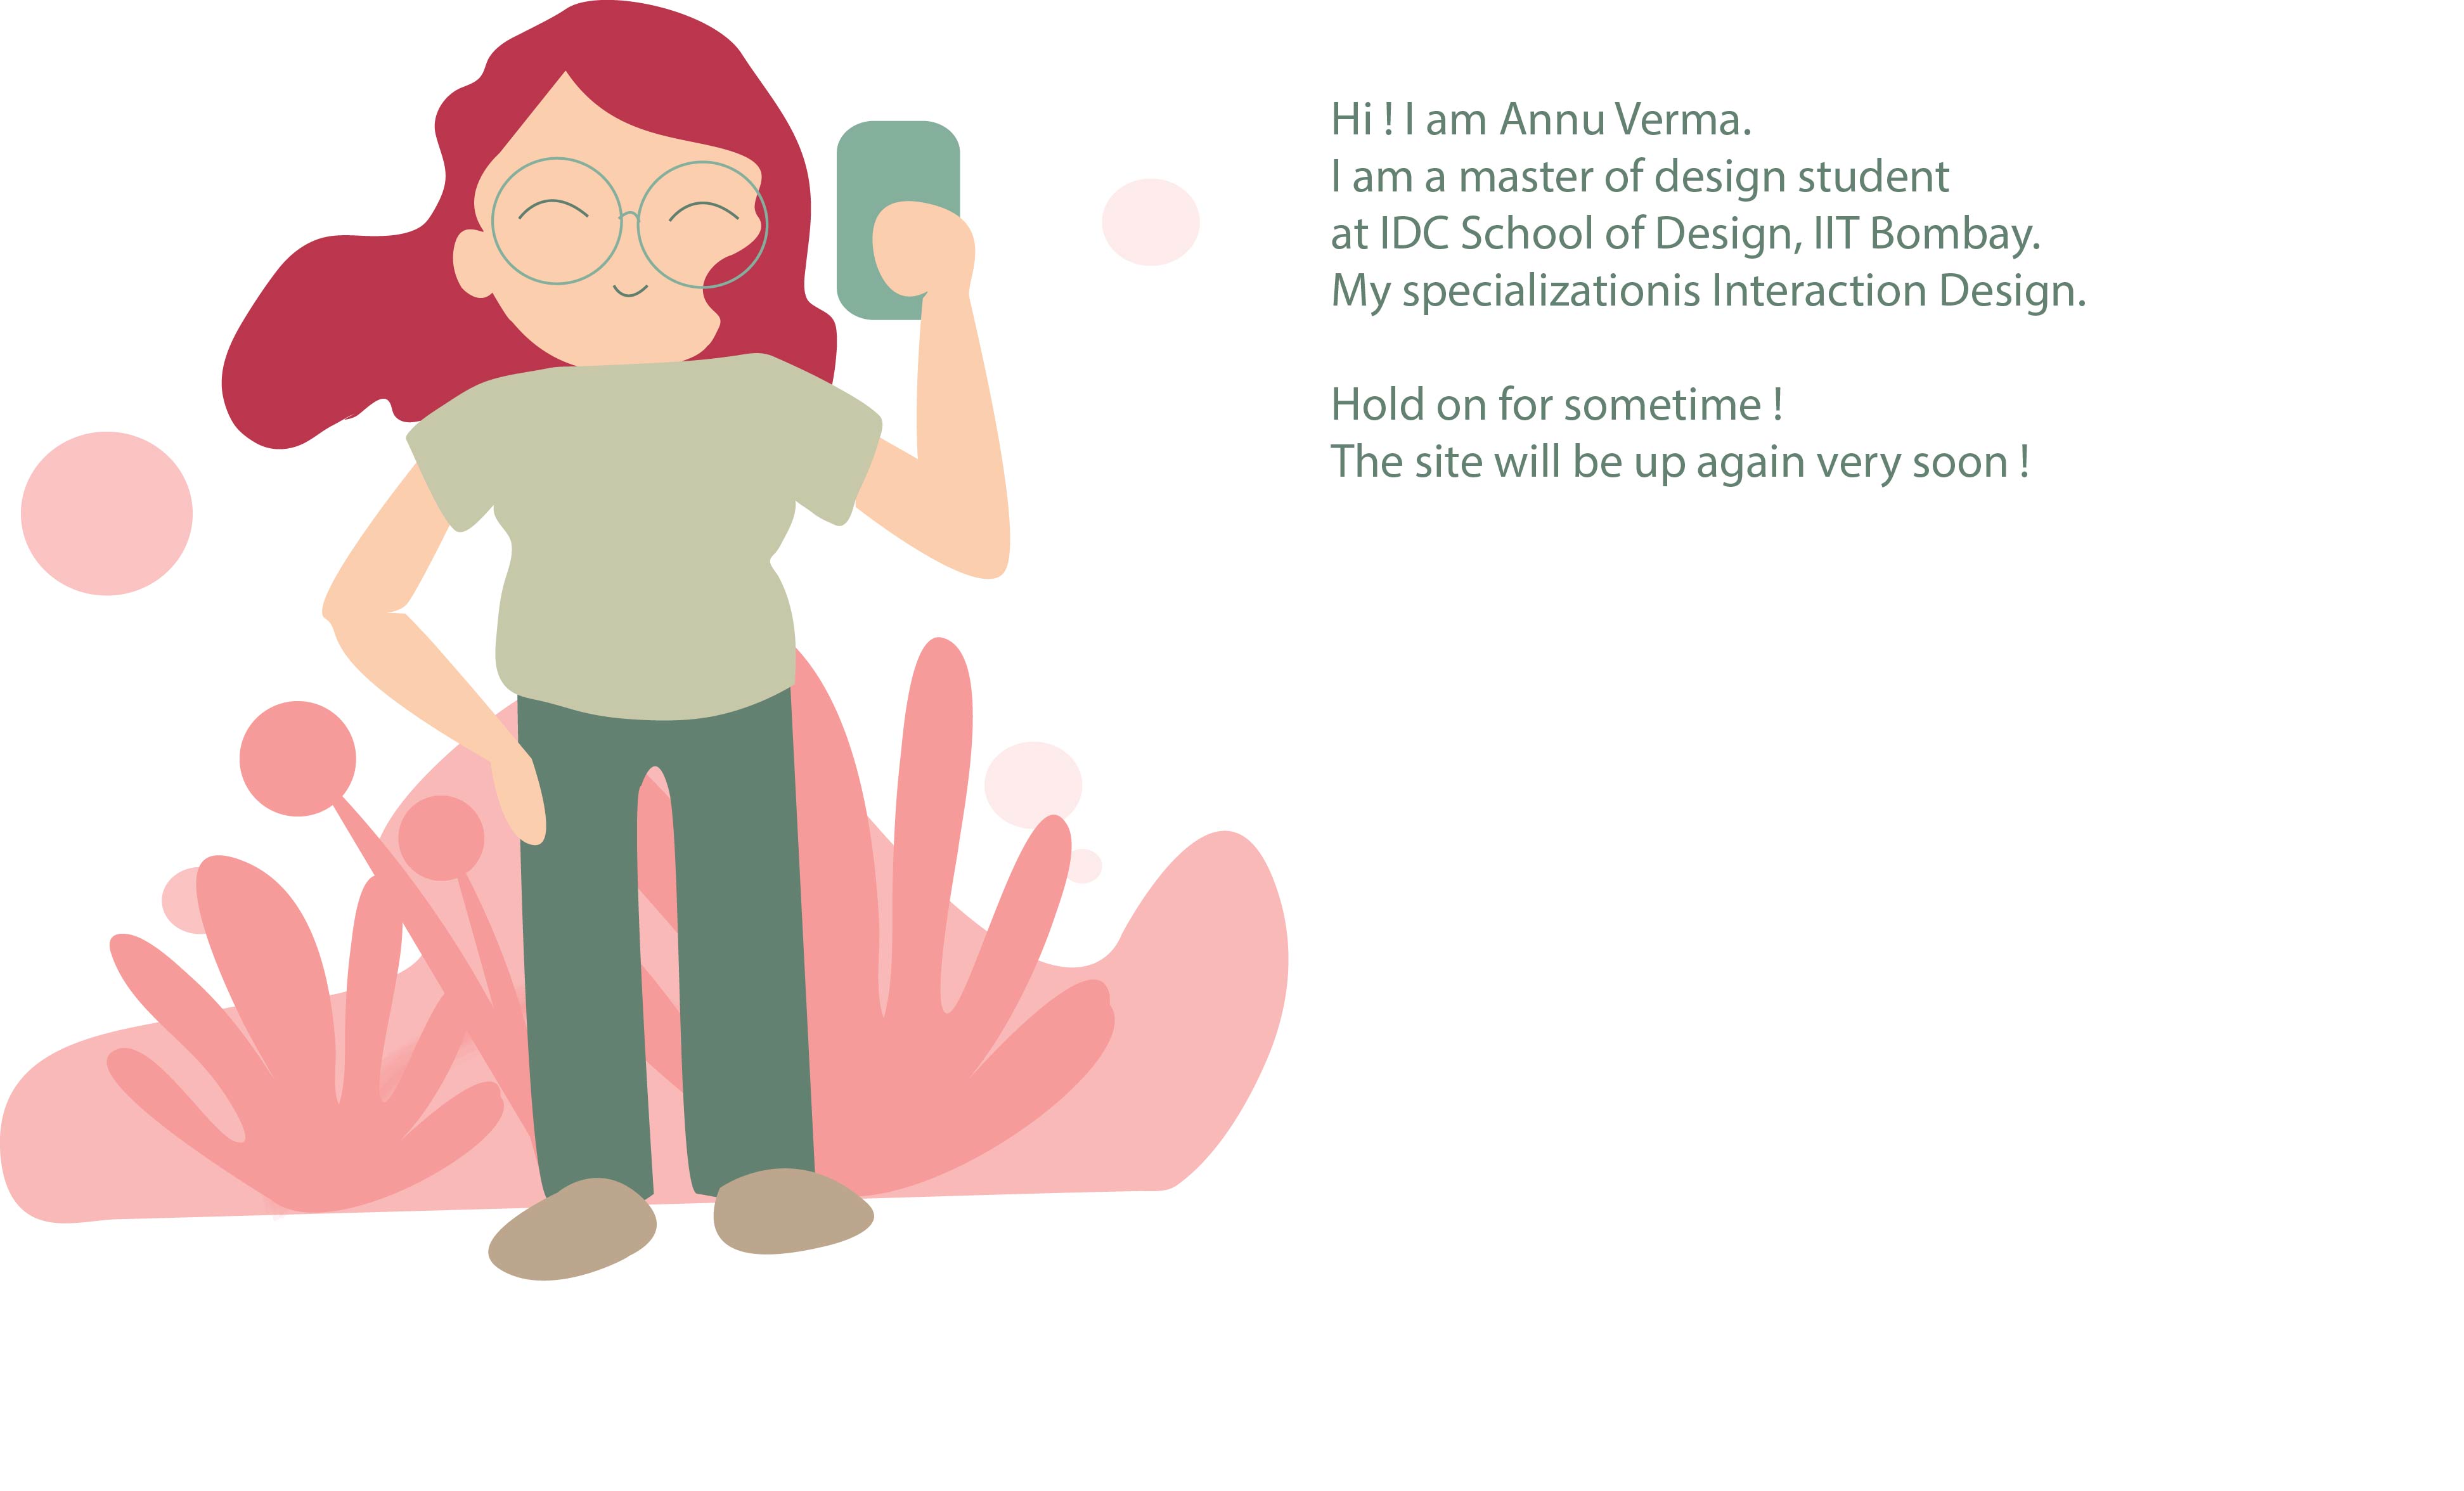 Hi ! I am Annu Verma.
I am a master of design student
at IDC School of Design, IIT Bombay.
My specializationis Interaction Design.
Hold on for sometime !
The site will be up again very soon !